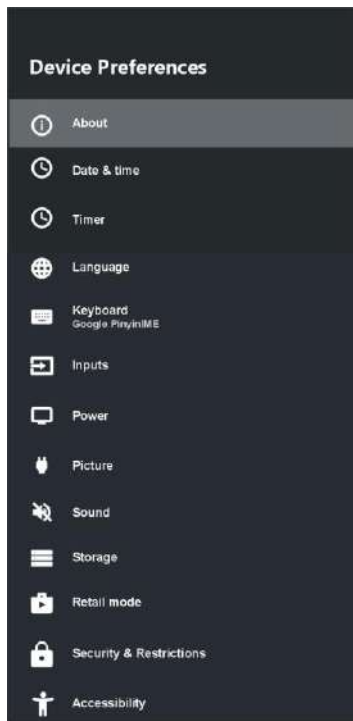 Device Preferences
About
Date & time
Timer
Language
Keyboard
Google PinyinIME
Inputs
Power
Picture
Sound
Storage
Retail mode
Security & Restrictions
Accessibility